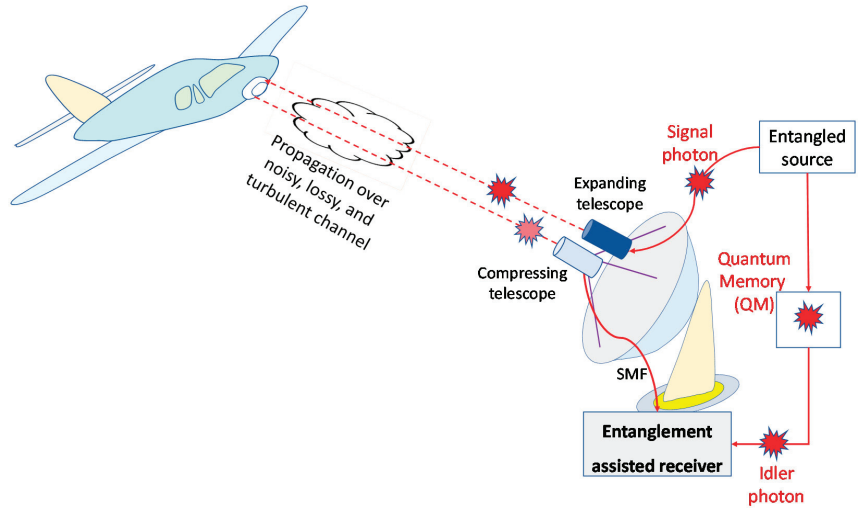 Propagation over
noisy, lossy, and
turbulent channel
Signal
photon
Entangled
source
Expanding
telescope
Compressing
telescope
Quantum
Memory
(QM)
SMF
Entanglement
assisted receiver
Idler
photon